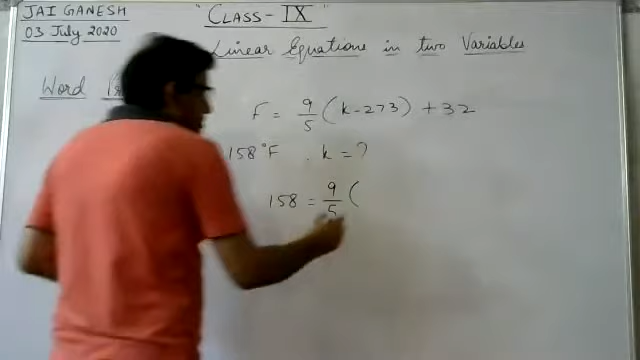 JAI GANESH
03 July 2020
"CLASS - IX"
Linear Equations in two Variables
Word
F = 9/5 (K-273) + 32
158°F . K = ?
158 = 9/5 (